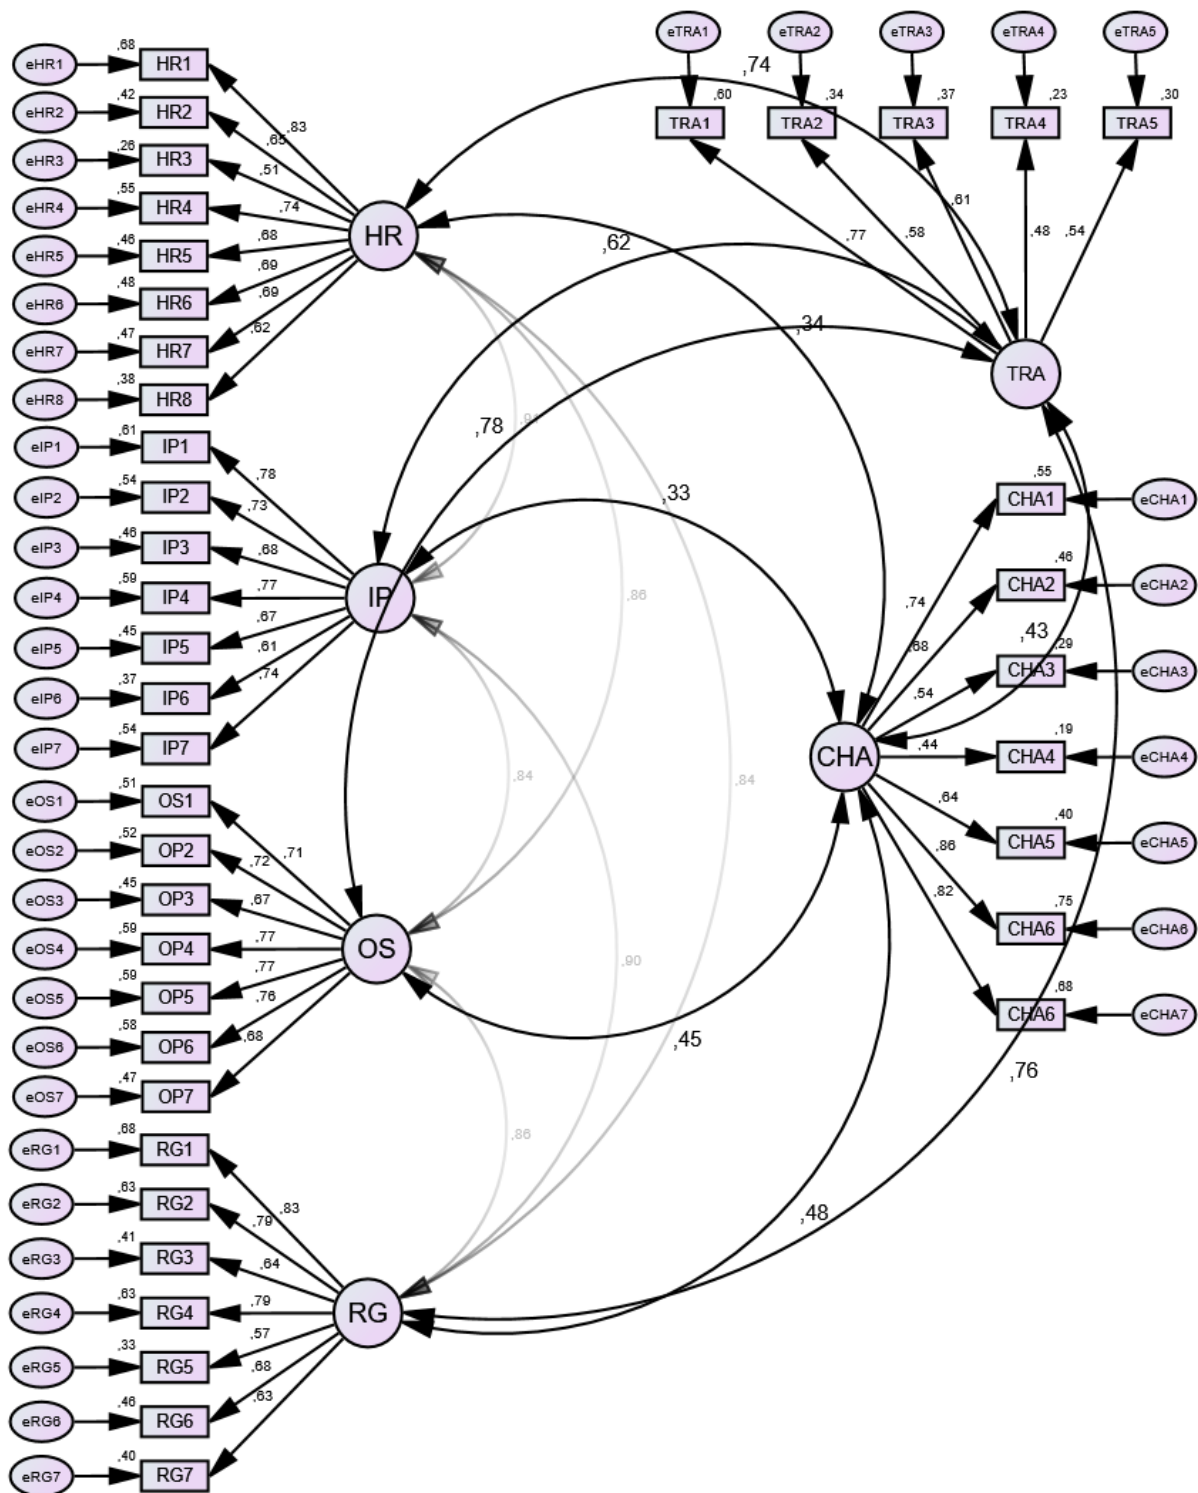 eTRA1 eTRA2 eTRA3 eTRA4 eTRA5
,60 ,34 ,37 ,23 ,30
TRA1 TRA2 TRA3 TRA4 TRA5
,77 ,58 ,61 ,48 ,54
TRA
eHR1 ,68 HR1 ,83
eHR2 ,42 HR2 ,65
eHR3 ,26 HR3 ,51
eHR4 ,55 HR4 ,74
eHR5 ,46 HR5 ,68
eHR6 ,48 HR6 ,69
eHR7 ,47 HR7 ,69
eHR8 ,38 HR8 ,62
HR
eIP1 ,61 IP1 ,78
eIP2 ,54 IP2 ,73
eIP3 ,46 IP3 ,68
eIP4 ,59 IP4 ,77
eIP5 ,45 IP5 ,67
eIP6 ,37 IP6 ,61
eIP7 ,54 IP7 ,74
IP
eOS1 ,51 OS1 ,71
eOS2 ,52 OP2 ,72
eOS3 ,45 OP3 ,67
eOS4 ,59 OP4 ,77
eOS5 ,59 OP5 ,77
eOS6 ,58 OP6 ,76
eOS7 ,47 OP7 ,68
OS
eRG1 ,68 RG1 ,83
eRG2 ,63 RG2 ,79
eRG3 ,41 RG3 ,64
eRG4 ,63 RG4 ,79
eRG5 ,33 RG5 ,57
eRG6 ,46 RG6 ,68
eRG7 ,40 RG7 ,63
RG
CHA
,74 CHA1 ,55 eCHA1
,68 CHA2 ,46 eCHA2
,54 CHA3 ,29 eCHA3
,44 CHA4 ,19 eCHA4
,64 CHA5 ,40 eCHA5
,86 CHA6 ,75 eCHA6
,82 CHA6 ,68 eCHA7
,74
,62
,34
,91
,78
,33
,86
,43
,84
,84
,90
,45
,76
,86
,48